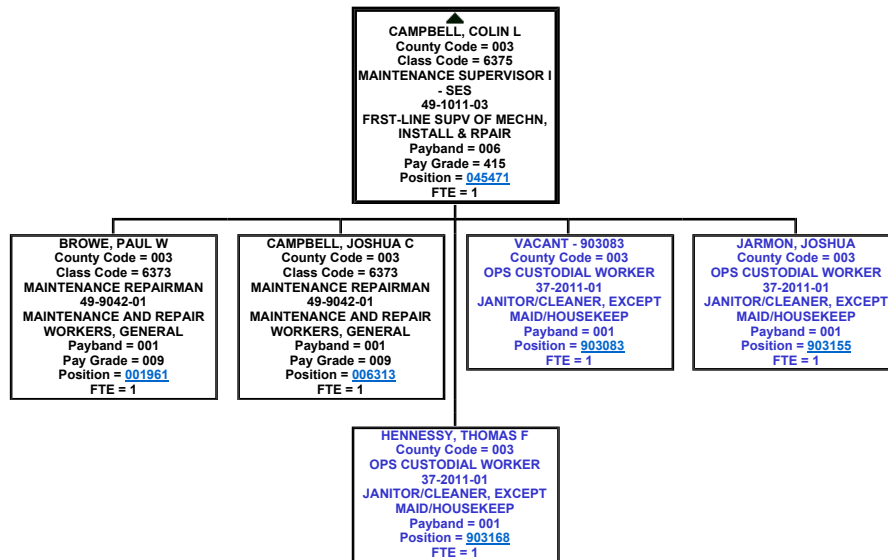 CAMPBELL, COLIN L
County Code = 003
Class Code = 6375
MAINTENANCE SUPERVISOR I
- SES
49-1011-03
FRST-LINE SUPV OF MECHN,
INSTALL & RPAIR
Payband = 006
Pay Grade = 415
Position = 045471
FTE = 1
BROWE, PAUL W
County Code = 003
Class Code = 6373
MAINTENANCE REPAIRMAN
49-9042-01
MAINTENANCE AND REPAIR
WORKERS, GENERAL
Payband = 001
Pay Grade = 009
Position = 001961
FTE = 1
CAMPBELL, JOSHUA C
County Code = 003
Class Code = 6373
MAINTENANCE REPAIRMAN
49-9042-01
MAINTENANCE AND REPAIR
WORKERS, GENERAL
Payband = 001
Pay Grade = 009
Position = 006313
FTE = 1
VACANT - 903083
County Code = 003
OPS CUSTODIAL WORKER
37-2011-01
JANITOR/CLEANER, EXCEPT
MAID/HOUSEKEEP
Payband = 001
Position = 903083
FTE = 1
JARMON, JOSHUA
County Code = 003
OPS CUSTODIAL WORKER
37-2011-01
JANITOR/CLEANER, EXCEPT
MAID/HOUSEKEEP
Payband = 001
Position = 903155
FTE = 1
HENNESSY, THOMAS F
County Code = 003
OPS CUSTODIAL WORKER
37-2011-01
JANITOR/CLEANER, EXCEPT
MAID/HOUSEKEEP
Payband = 001
Position = 903168
FTE = 1